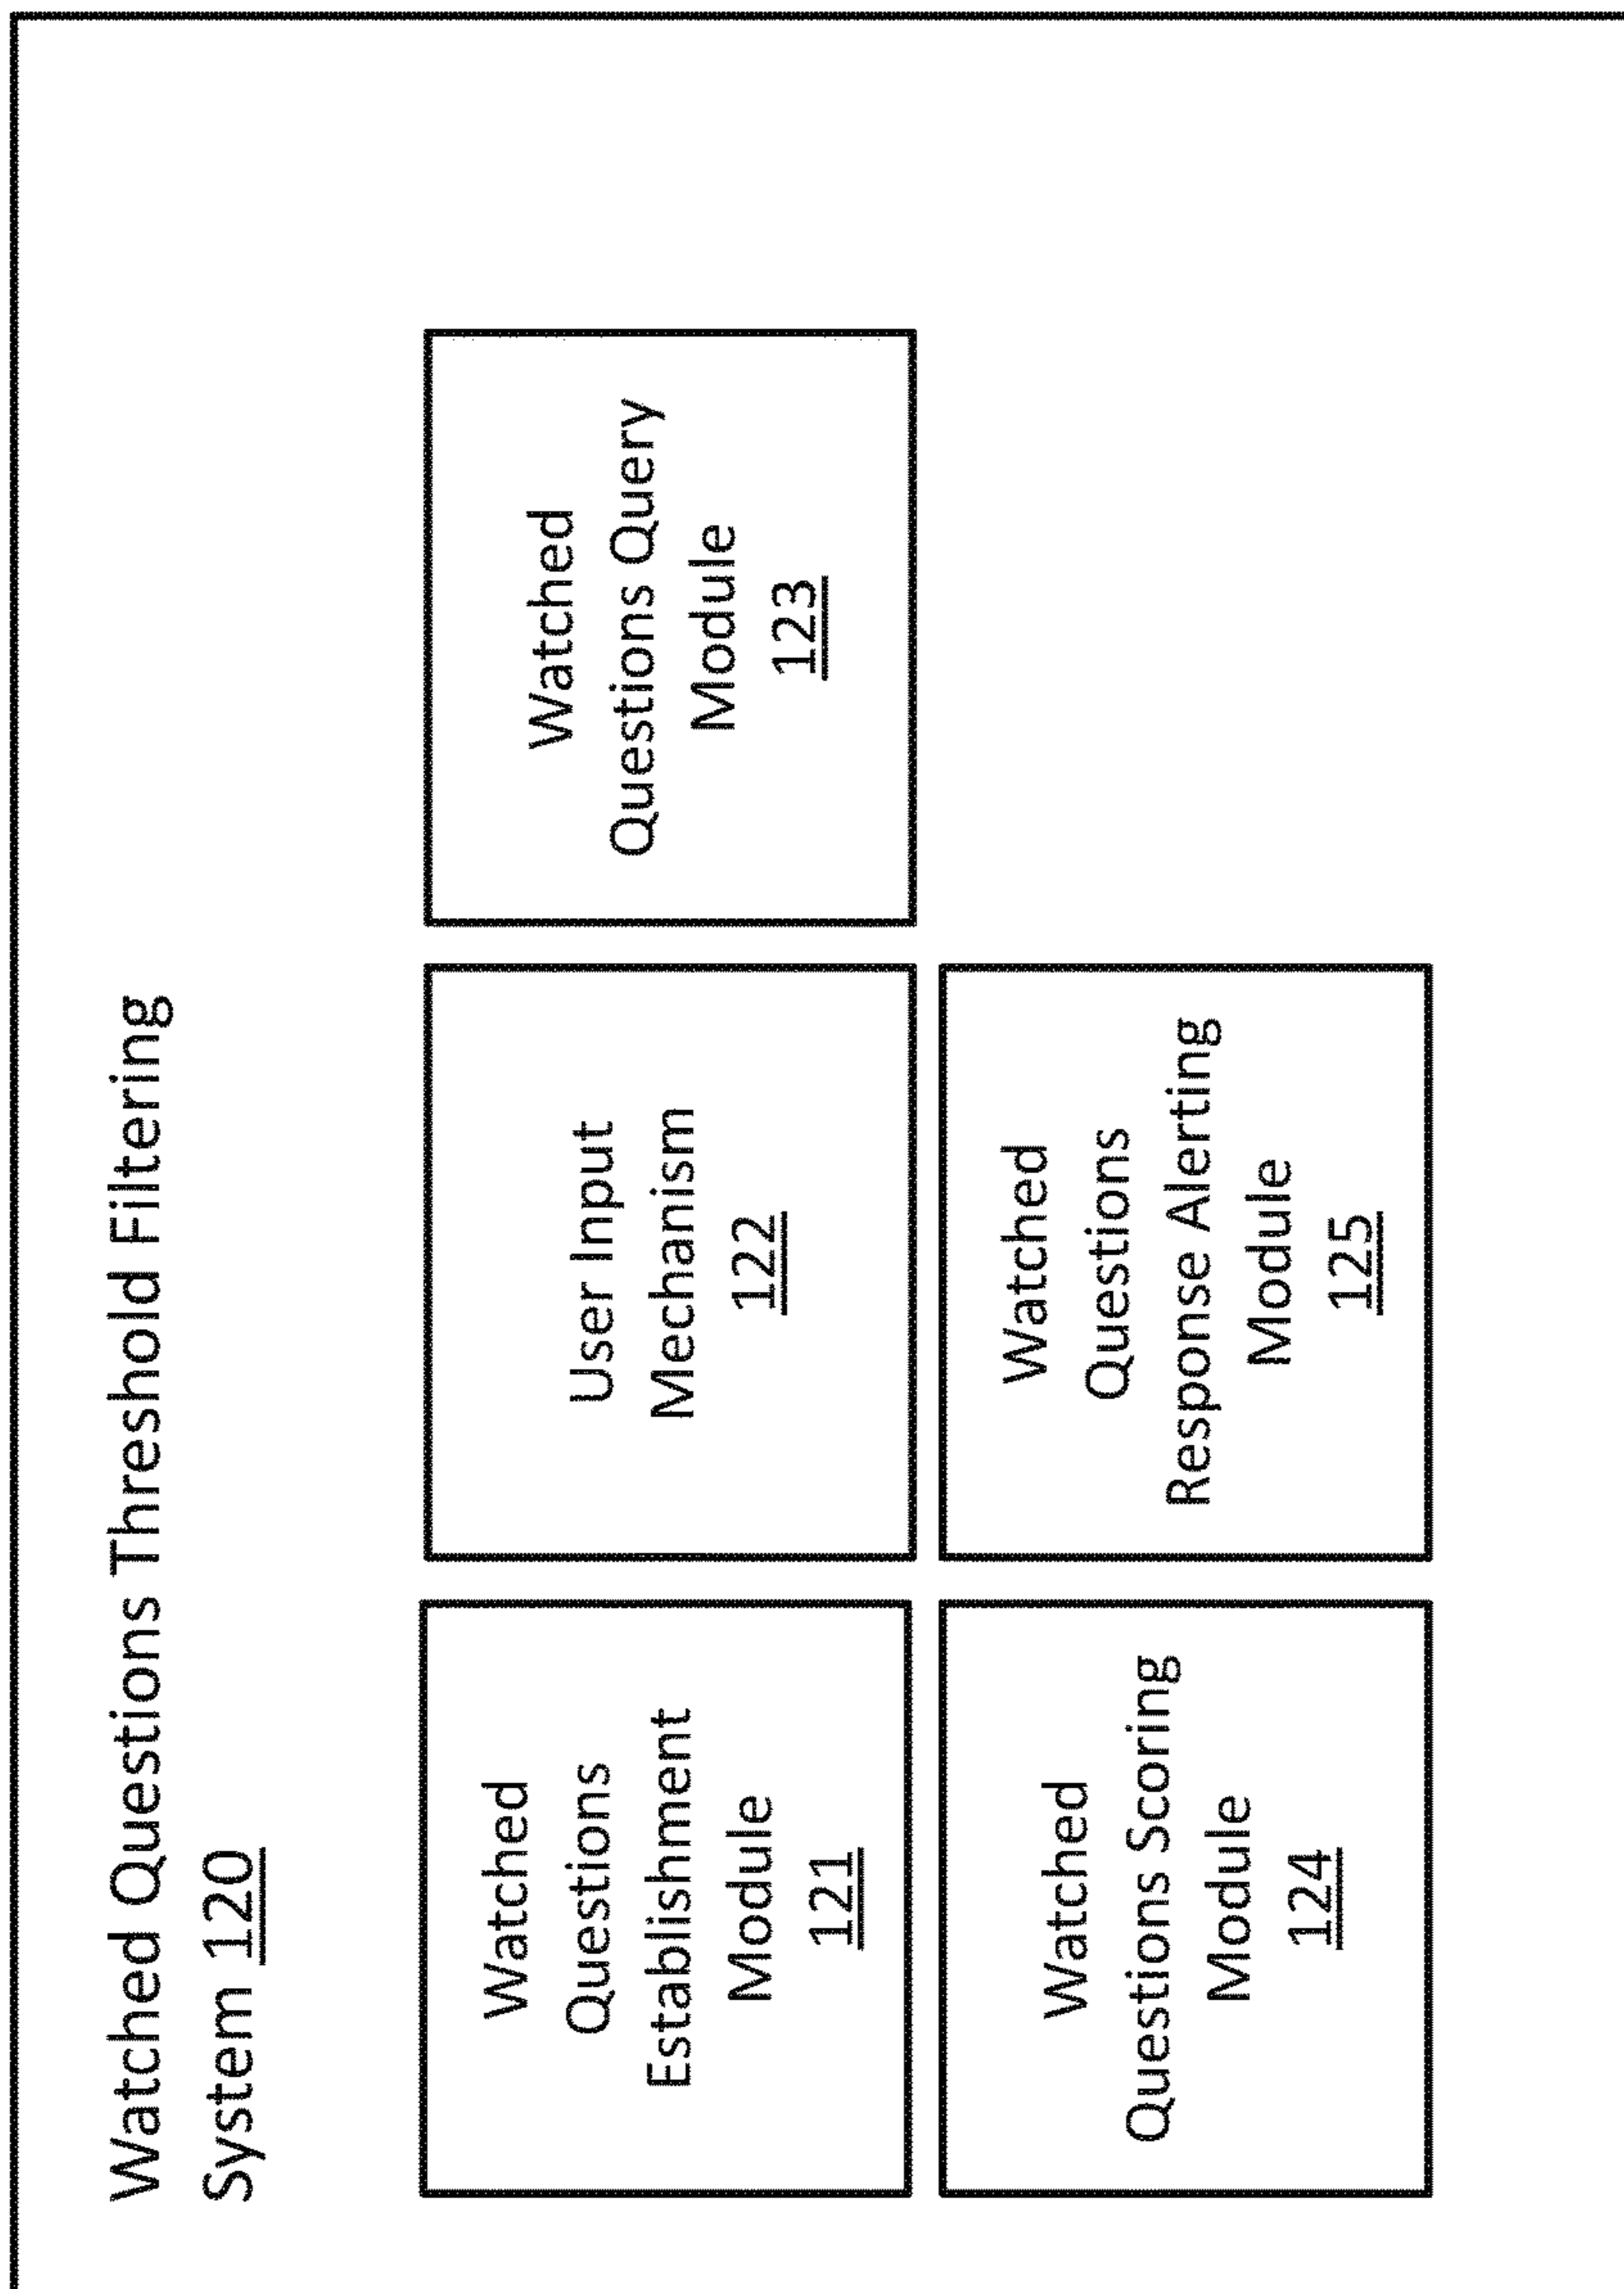 Watched Questions Threshold Filtering
System 120
Watched
Questions
Establishment
Module
121
User Input
Mechanism
122
Watched
Questions Query
Module
123
Watched
Questions Scoring
Module
124
Watched
Questions
Response Alerting
Module
125